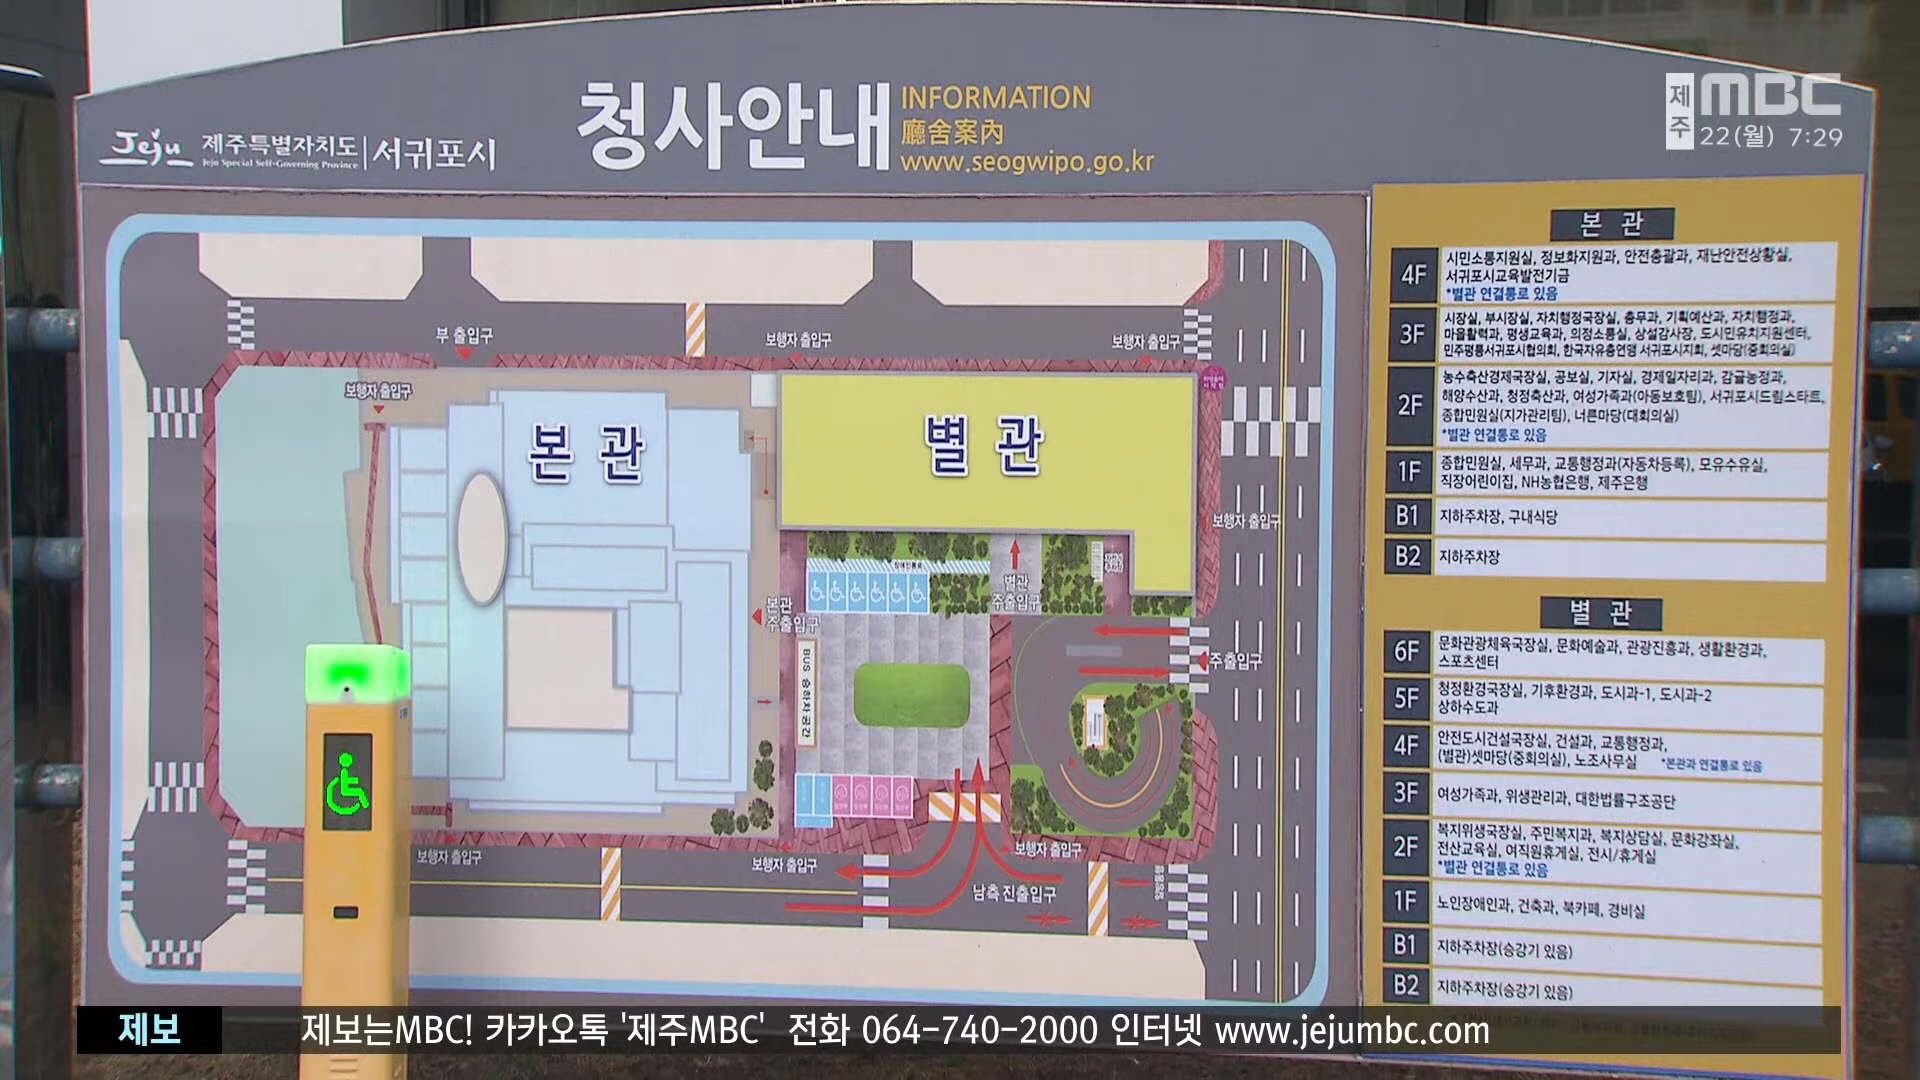 제주 MBC
22(월) 7:29
Jeju 제주특별자치도 서귀포시
Jeju Special Self-Governing Province
청사안내
INFORMATION
廳舍案內
www.seogwipo.go.kr
부 출입구
보행자 출입구
보행자 출입구
보행자 출입구
본 관
별 관
보행자 출입구
장애인통로
별관
주출입구
본관
주출입구
주출입구
BUS 승하차 공간
보행자 출입구
보행자 출입구
보행자 출입구
남측 진출입구
본 관
4F 시민소통지원실, 정보화지원과, 안전총괄과, 재난안전상황실,
서귀포시교육발전기금
*별관 연결통로 있음
3F 시장실, 부시장실, 자치행정국장실, 총무과, 기획예산과, 자치행정과,
마을활력과, 평생교육과, 의정소통실, 상설감사장, 도시민유치지원센터,
민주평통서귀포시협의회, 한국자유총연맹 서귀포시지회, 셋마당(중회의실)
2F 농수축산경제국장실, 공보실, 기자실, 경제일자리과, 감귤농정과,
해양수산과, 청정축산과, 여성가족과(아동보호팀), 서귀포시드림스타트,
종합민원실(지가관리팀), 너른마당(대회의실)
*별관 연결통로 있음
1F 종합민원실, 세무과, 교통행정과(자동차등록), 모유수유실,
직장어린이집, NH농협은행, 제주은행
B1 지하주차장, 구내식당
B2 지하주차장
별 관
6F 문화관광체육국장실, 문화예술과, 관광진흥과, 생활환경과,
스포츠센터
5F 청정환경국장실, 기후환경과, 도시과-1, 도시과-2
상하수도과
4F 안전도시건설국장실, 건설과, 교통행정과,
(별관)셋마당(중회의실), 노조사무실 *본관과 연결통로 있음
3F 여성가족과, 위생관리과, 대한법률구조공단
2F 복지위생국장실, 주민복지과, 복지상담실, 문화강좌실,
전산교육실, 여직원휴게실, 전시/휴게실
*별관 연결통로 있음
1F 노인장애인과, 건축과, 북카페, 경비실
B1 지하주차장(승강기 있음)
B2 지하주차장(승강기 있음)
제보 제보는MBC! 카카오톡 '제주MBC' 전화 064-740-2000 인터넷 www.jejumbc.com